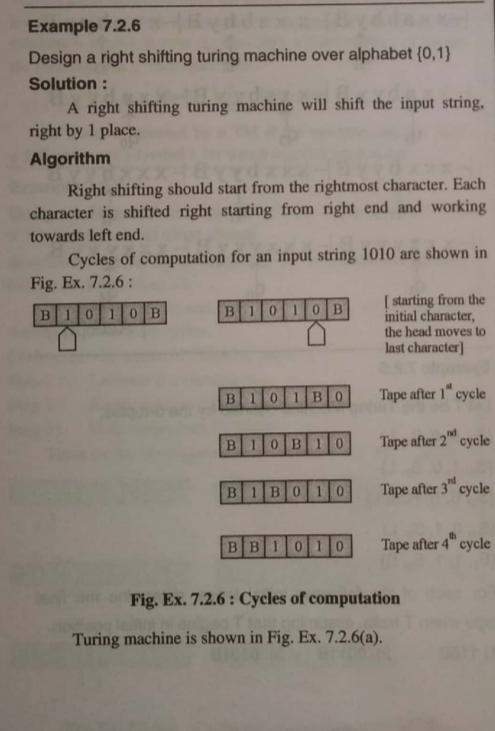 Example 7.2.6
Design a right shifting turing machine over alphabet {0,1}
Solution :
A right shifting turing machine will shift the input string,
right by 1 place.
Algorithm
Right shifting should start from the rightmost character. Each
character is shifted right starting from right end and working
towards left end.
Cycles of computation for an input string 1010 are shown in
Fig. Ex. 7.2.6 :
B 1 0 1 0 B
B 1 0 1 0 B
[ starting from the
initial character,
the head moves to
last character]
B 1 0 1 B 0 Tape after 1st cycle
B 1 0 B 1 0 Tape after 2nd cycle
B 1 B 0 1 0 Tape after 3rd cycle
B B 1 0 1 0 Tape after 4th cycle
Fig. Ex. 7.2.6 : Cycles of computation
Turing machine is shown in Fig. Ex. 7.2.6(a).